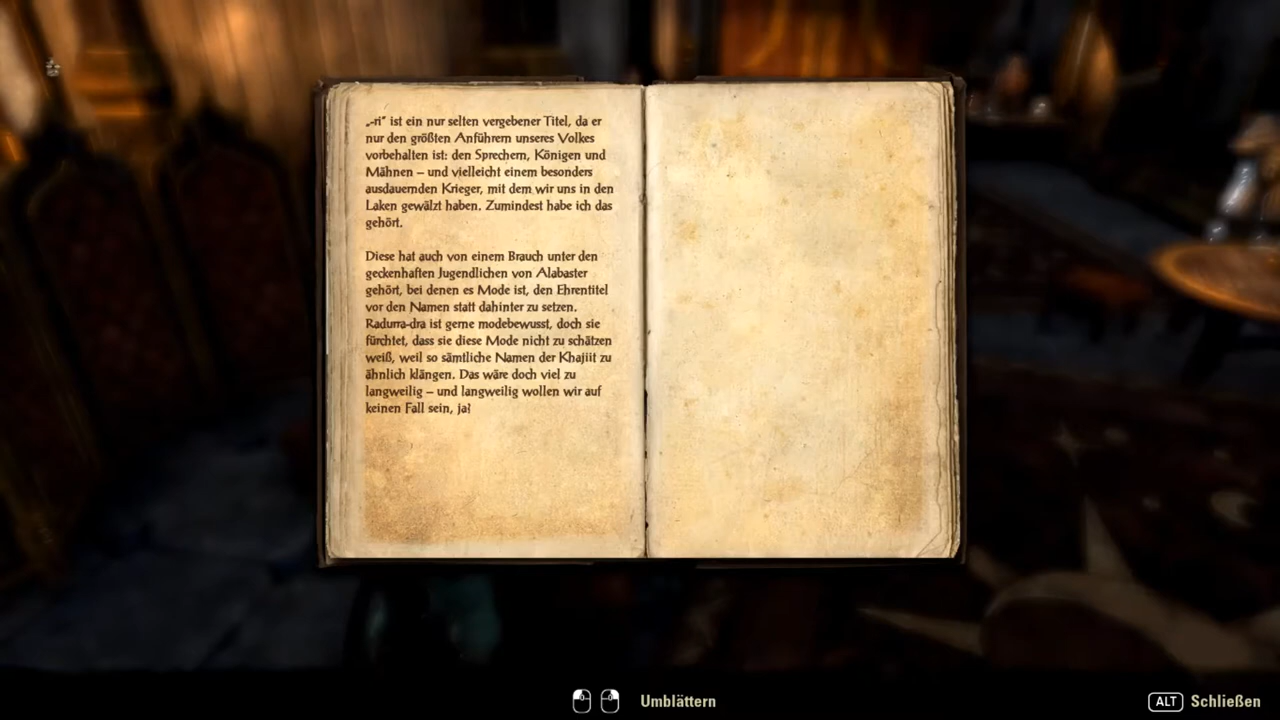 „-ri“ ist ein nur selten vergebener Titel, da er
nur den größten Anführern unseres Volkes
vorbehalten ist: den Sprechern, Königen und
Mähnen – und vielleicht einem besonders
ausdauernden Krieger, mit dem wir uns in den
Laken gewälzt haben. Zumindest habe ich das
gehört.
Diese hat auch von einem Brauch unter den
geckenhaften Jugendlichen von Alabaster
gehört, bei denen es Mode ist, den Ehrentitel
vor den Namen statt dahinter zu setzen.
Radurra-dra ist gerne modebewusst, doch sie
fürchtet, dass sie diese Mode nicht zu schätzen
weiß, weil so sämtliche Namen der Khajiit zu
ähnlich klängen. Das wäre doch viel zu
langweilig – und langweilig wollen wir auf
keinen Fall sein, ja?
Umblättern
ALT Schließen